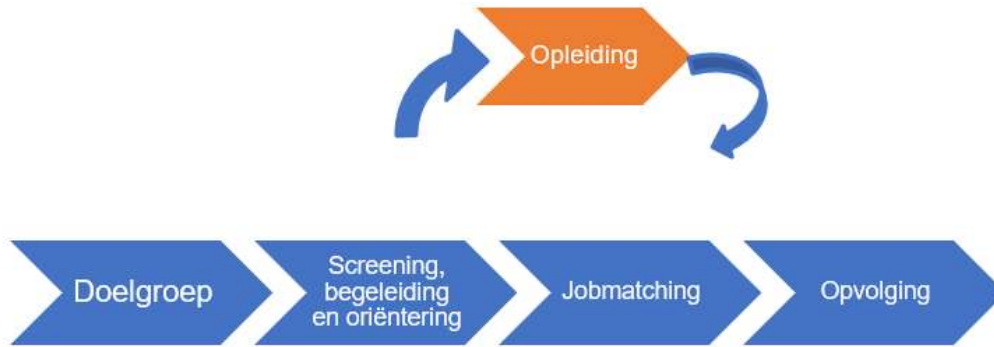 Opleiding
Doelgroep
Screening,
begeleiding
en oriëntering
Jobmatching
Opvolging